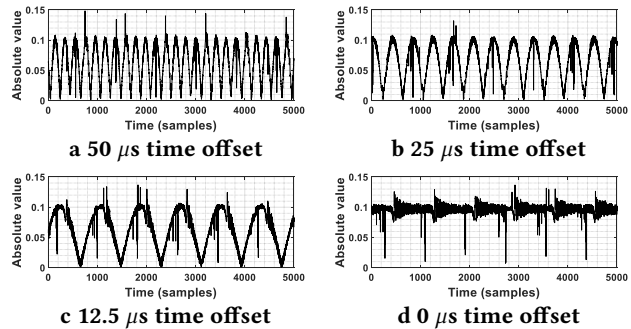 Absolute value
0.15
0.1
0.05
0
0 1000 2000 3000 4000 5000
Time (samples)
a 50 μs time offset
Absolute value
0.15
0.1
0.05
0
0 1000 2000 3000 4000 5000
Time (samples)
b 25 μs time offset
Absolute value
0.15
0.1
0.05
0
0 1000 2000 3000 4000 5000
Time (samples)
c 12.5 μs time offset
Absolute value
0.15
0.1
0.05
0
0 1000 2000 3000 4000 5000
Time (samples)
d 0 μs time offset